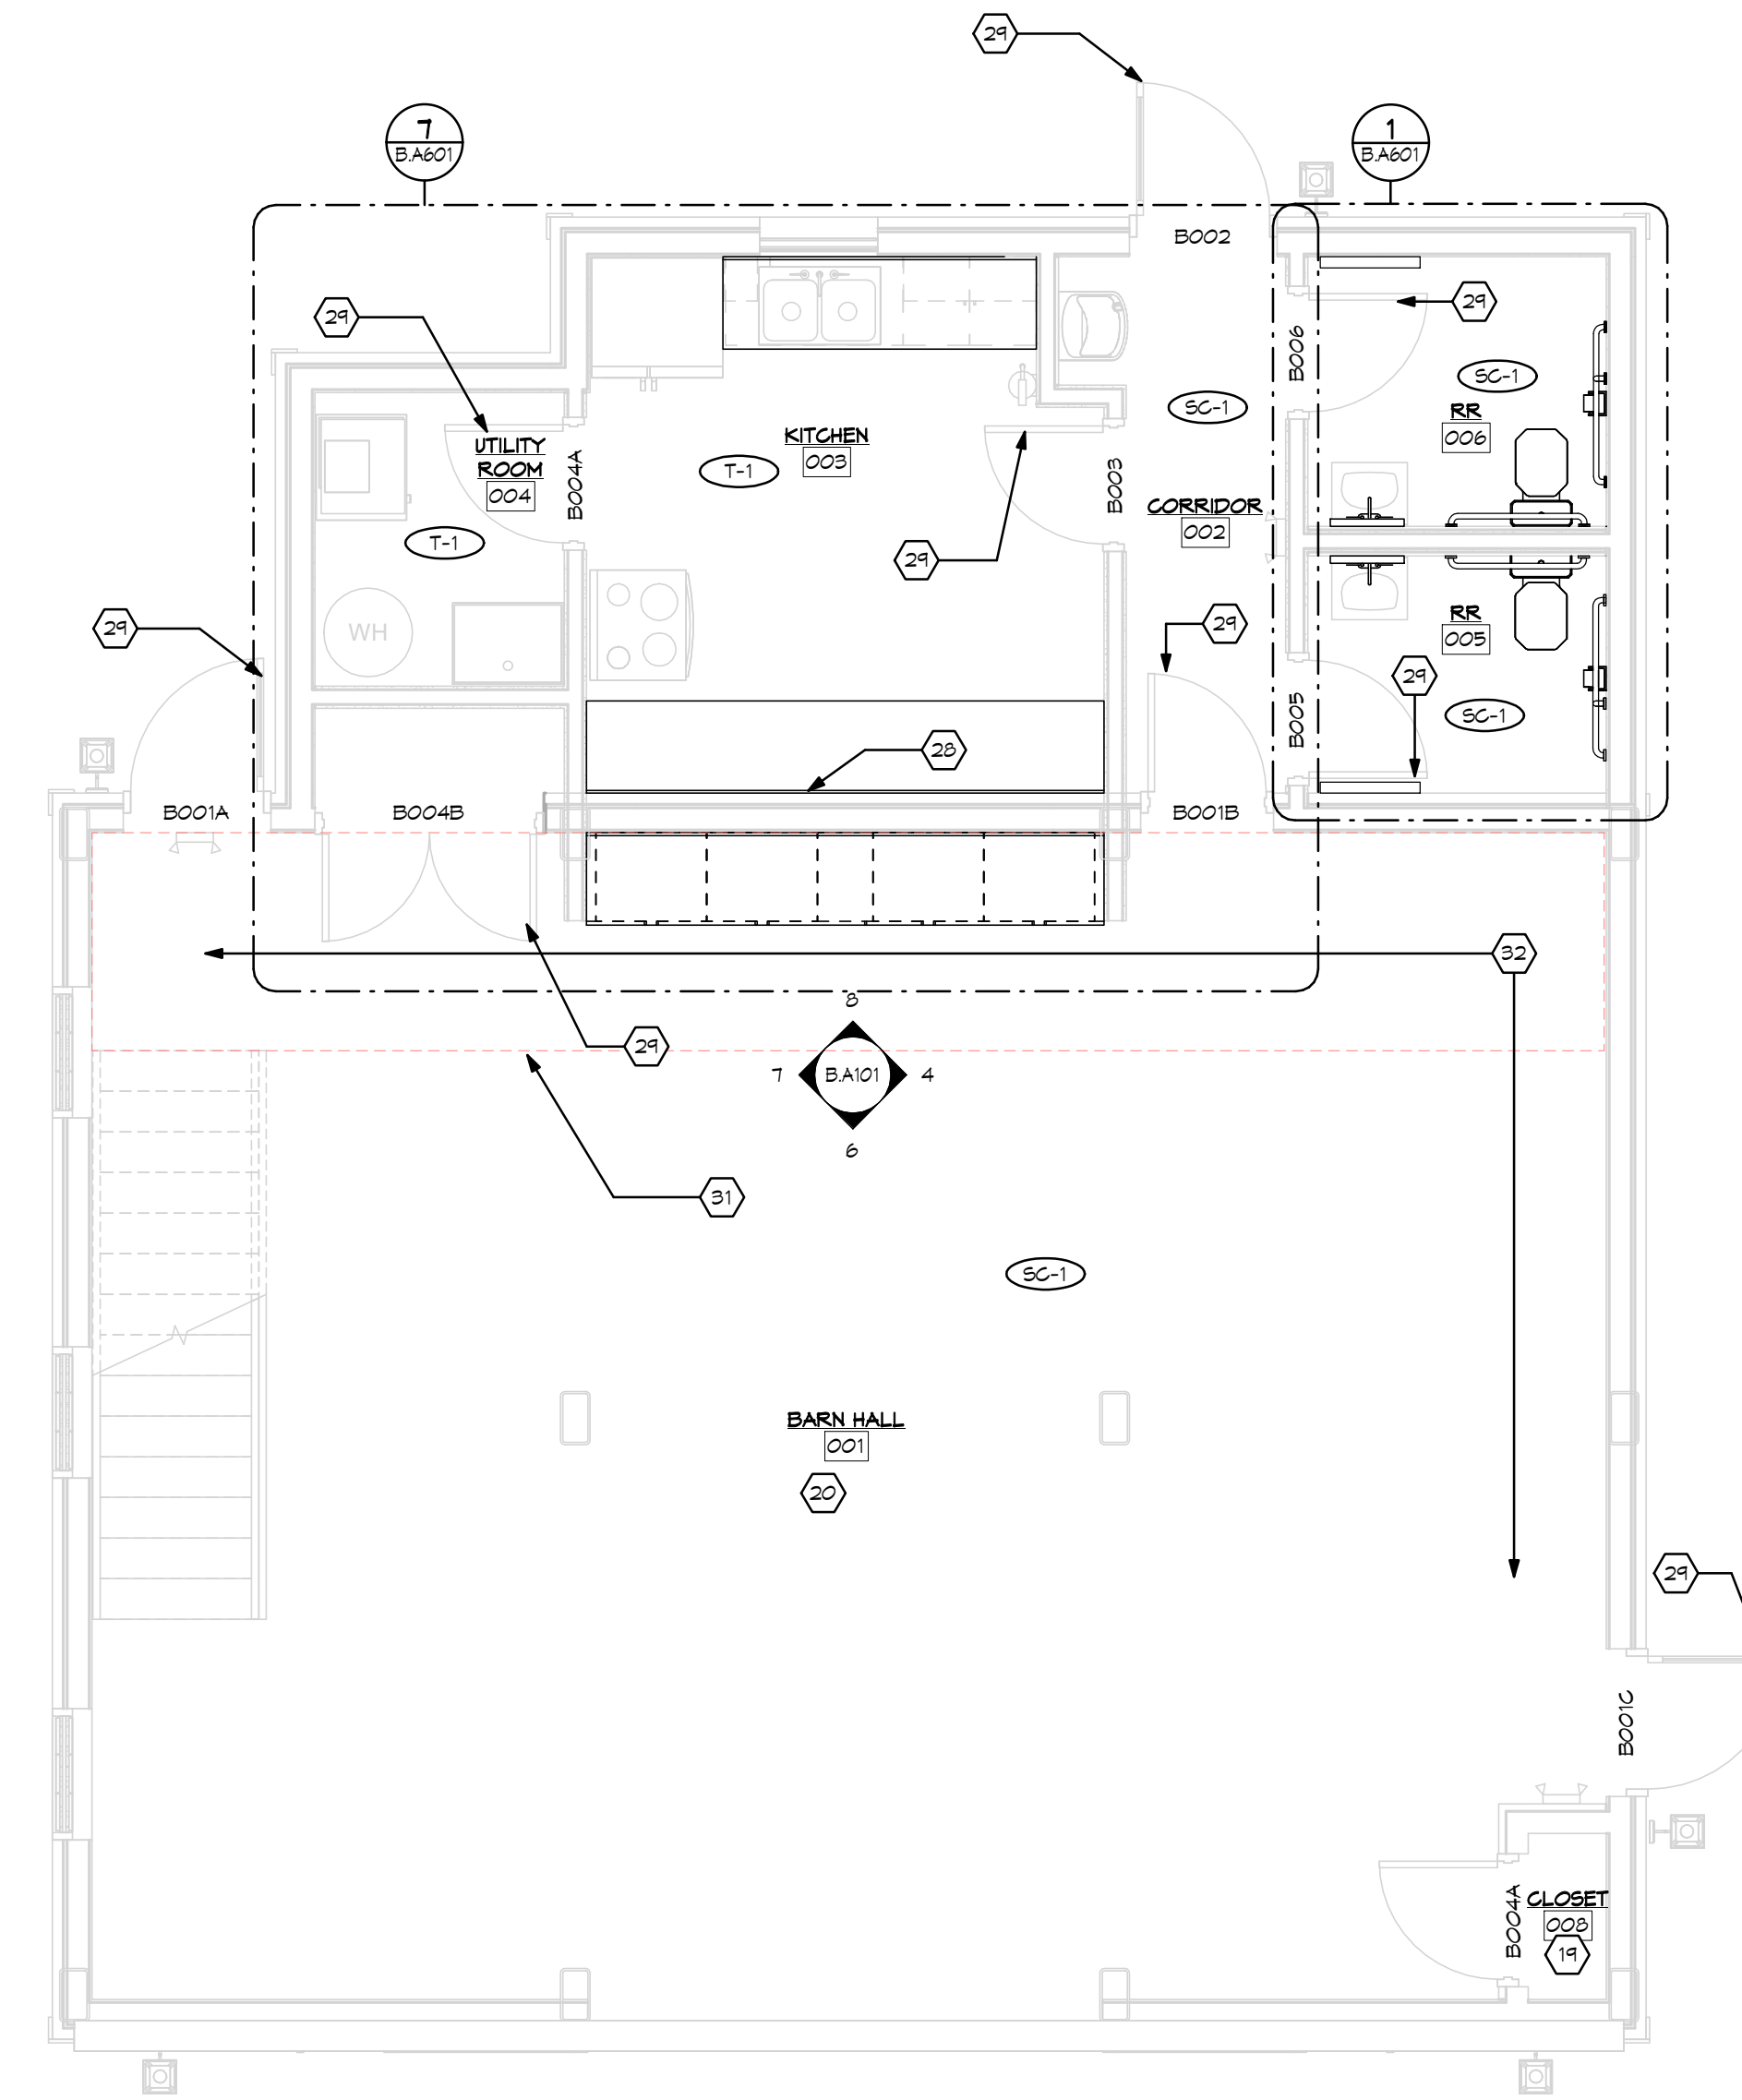 29
7
B.A601
1
B.A601
B002
29
29
B006
SC-1
SC-1
RR
006
KITCHEN
003
T-1
UTILITY
ROOM
004
B004A
B003
CORRIDOR
002
T-1
29
WH
29
29
RR
005
29
SC-1
B005
28
B001A
B004B
B001B
32
8
29
7
B.A101
4
6
31
SC-1
BARN HALL
001
20
29
B001C
B004A
CLOSET
008
19